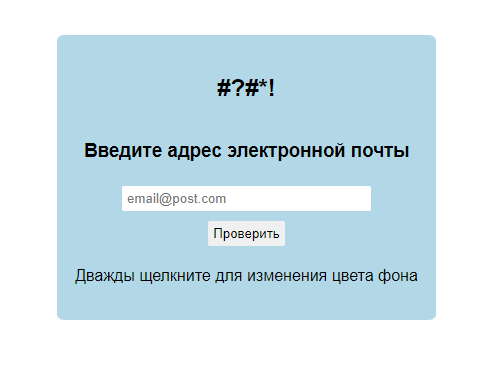 #?#*!
Введите адрес электронной почты
email@post.com
Проверить
Дважды щелкните для изменения цвета фона